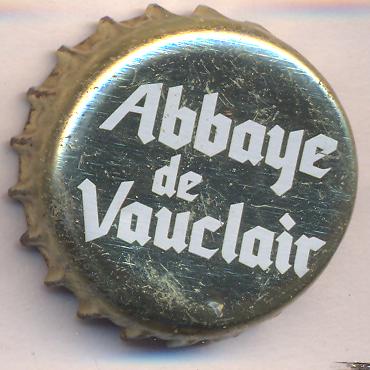 Abbaye
de
Vauclair